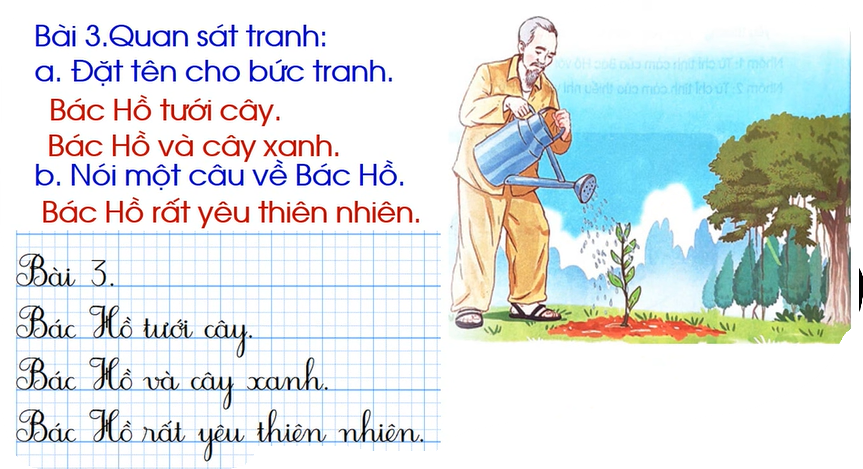 Bài 3.Quan sát tranh:
a. Đặt tên cho bức tranh.
Bác Hồ tưới cây.
Bác Hồ và cây xanh.
b. Nói một câu về Bác Hồ.
Bác Hồ rất yêu thiên nhiên.
Bài 3.
Bác Hồ tưới cây.
Bác Hồ và cây xanh.
Bác Hồ rất yêu thiên nhiên.